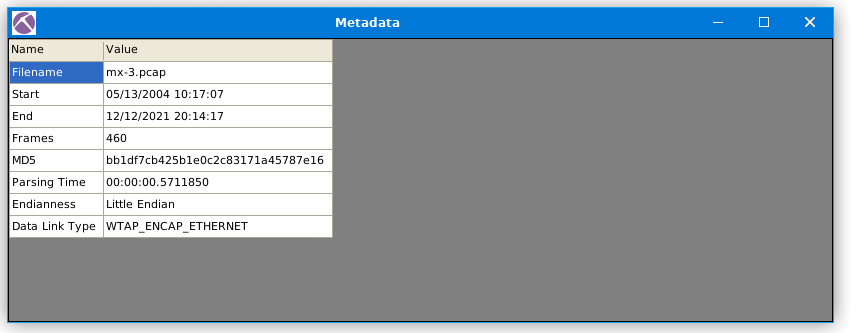 Metadata
Name Value
Filename mx-3.pcap
Start 05/13/2004 10:17:07
End 12/12/2021 20:14:17
Frames 460
MD5 bb1df7cb425b1e0c2c83171a45787e16
Parsing Time 00:00:00.5711850
Endianness Little Endian
Data Link Type WTAP_ENCAP_ETHERNET